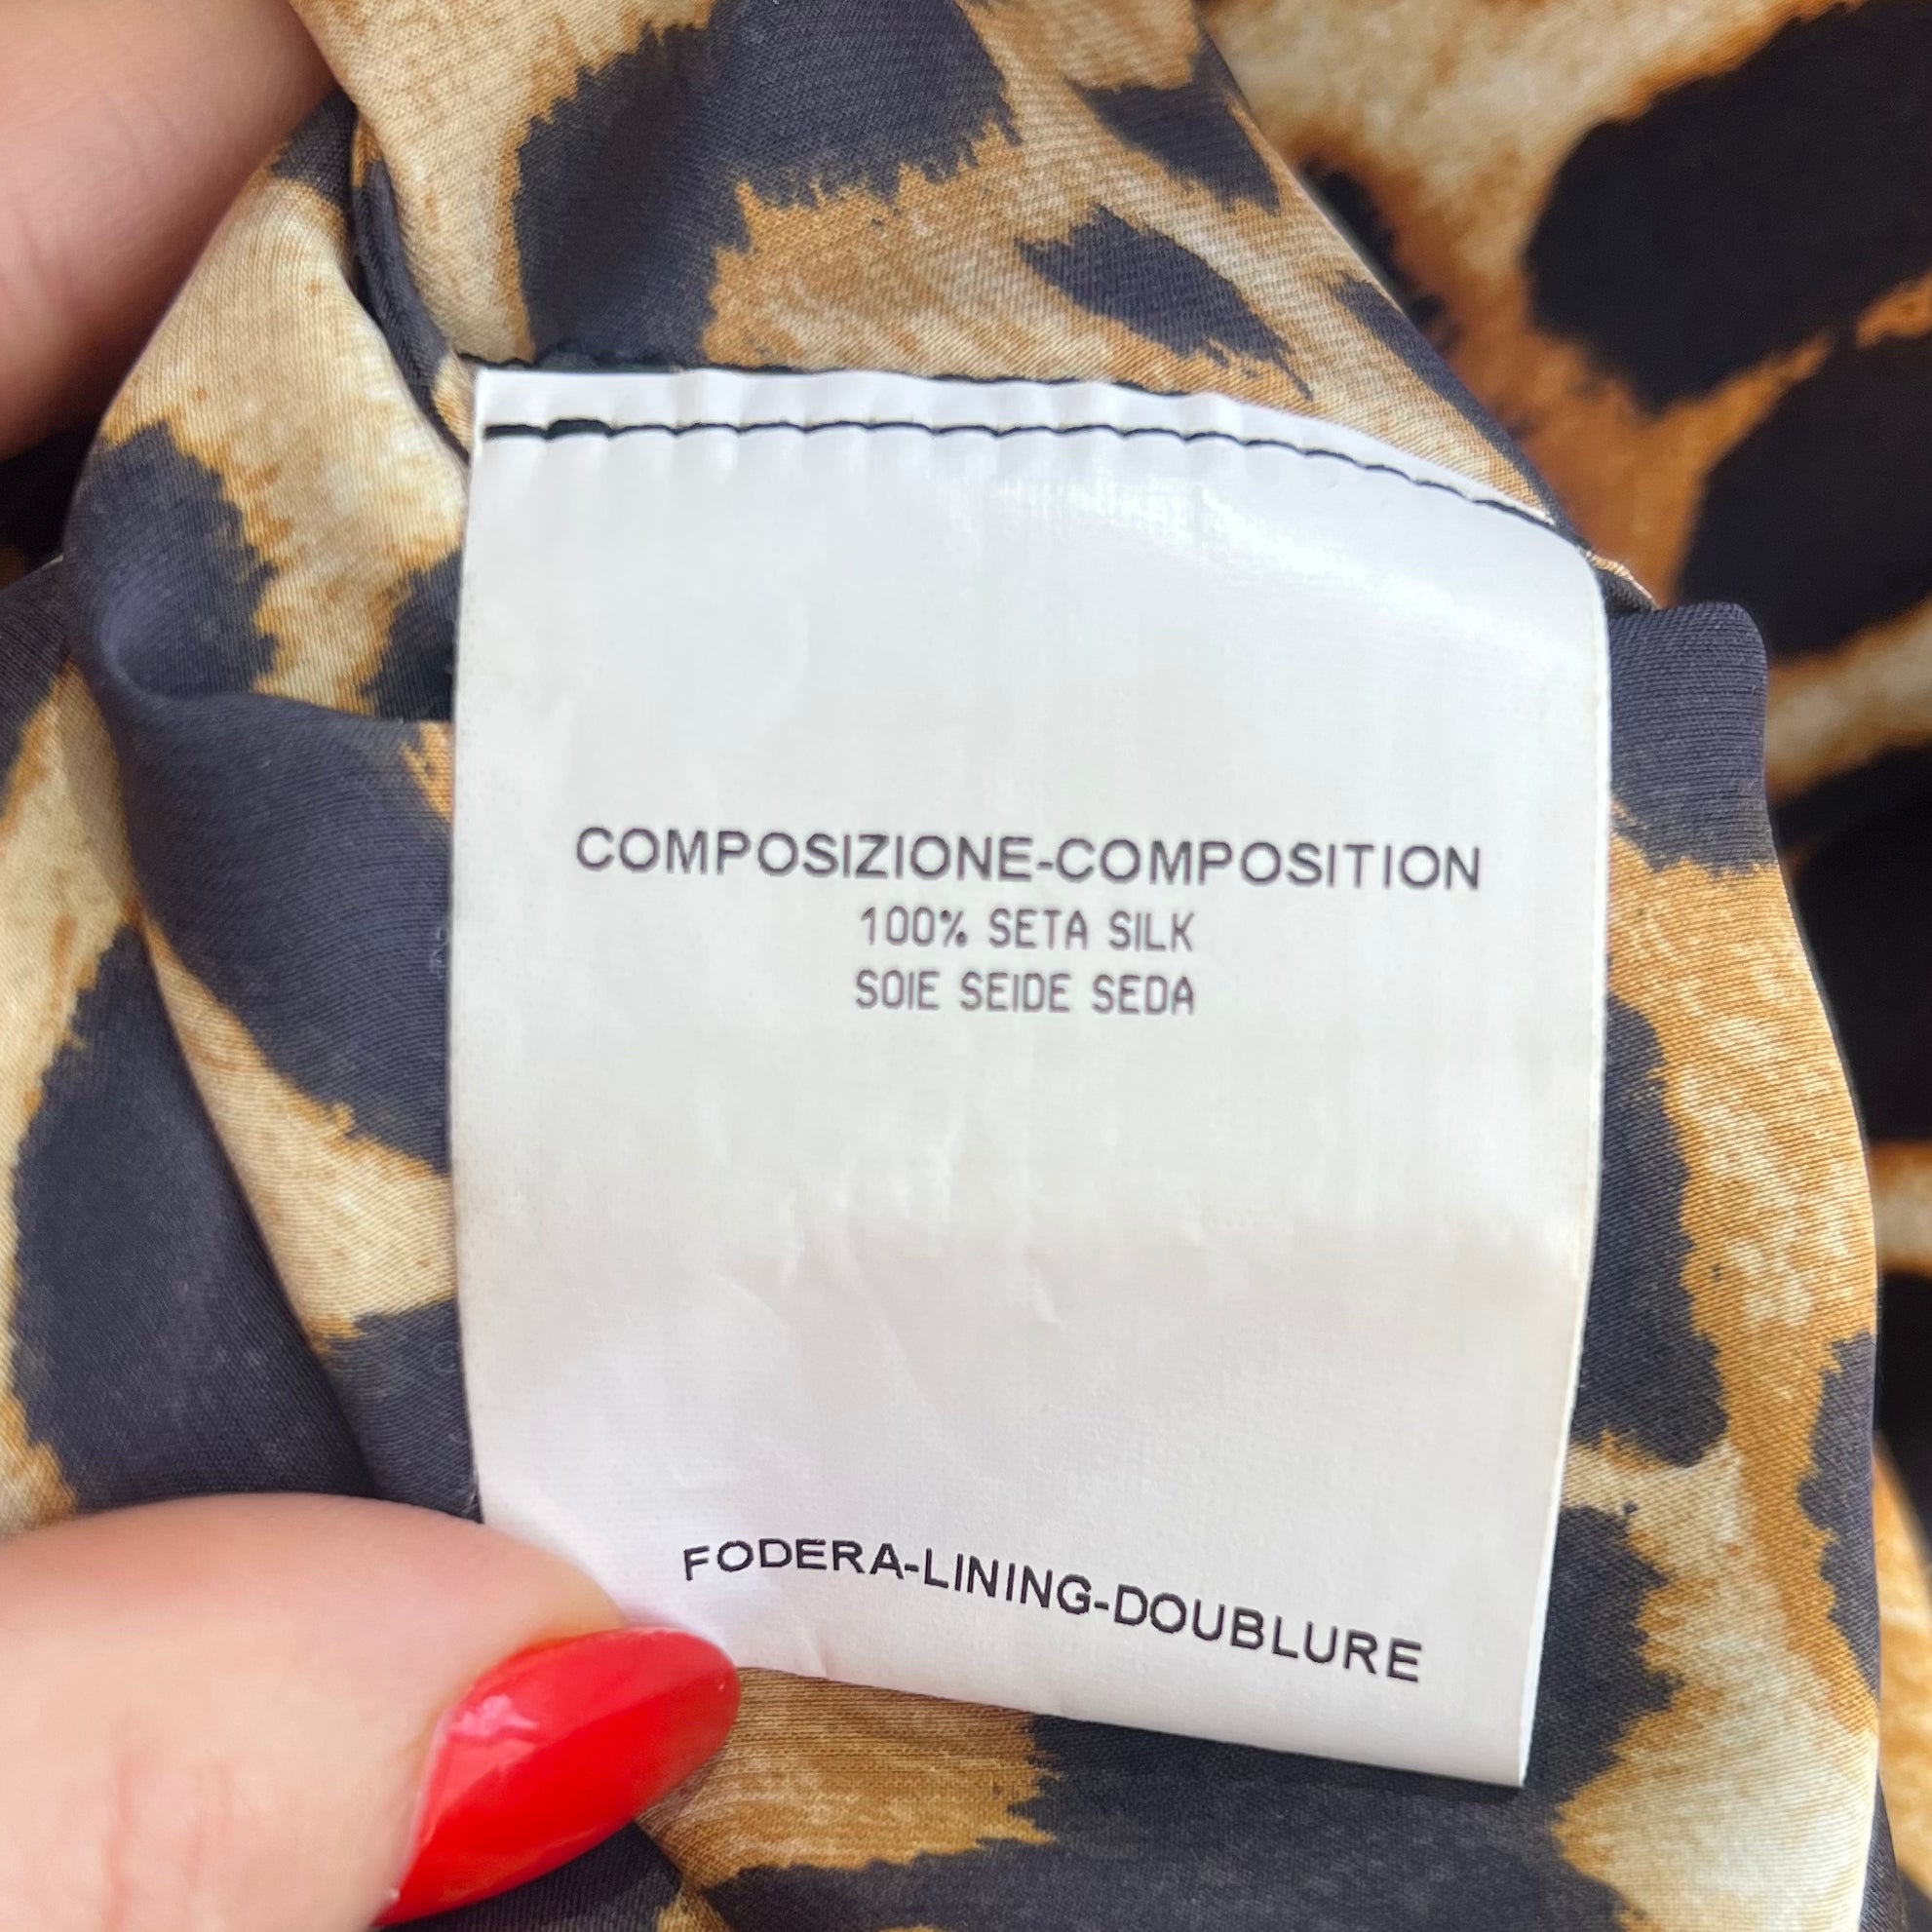 COMPOSIZIONE-COMPOSITION
100% SETA SILK
SOIE SEIDE SEDA
FODERA-LINING-DOUBLURE